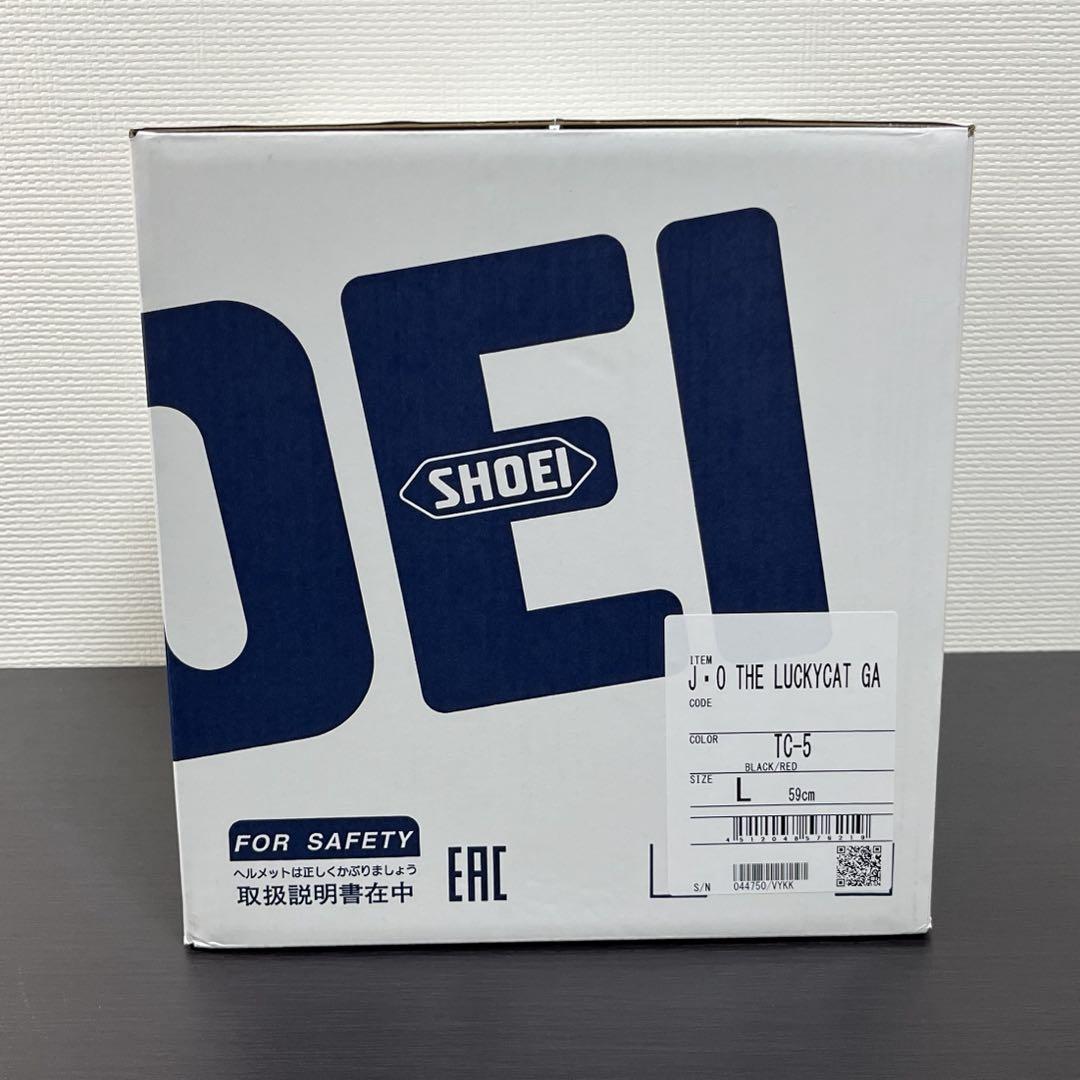 OEI
SHOEI
ITEM
J・O THE LUCKYCAT GA
CODE
COLOR
TC-5
BLACK/RED
SIZE
L 59cm
4512048579219
S/N 044750/VYKK
FOR SAFETY
ヘルメットは正しくかぶりましょう
取扱説明書在中
EAC